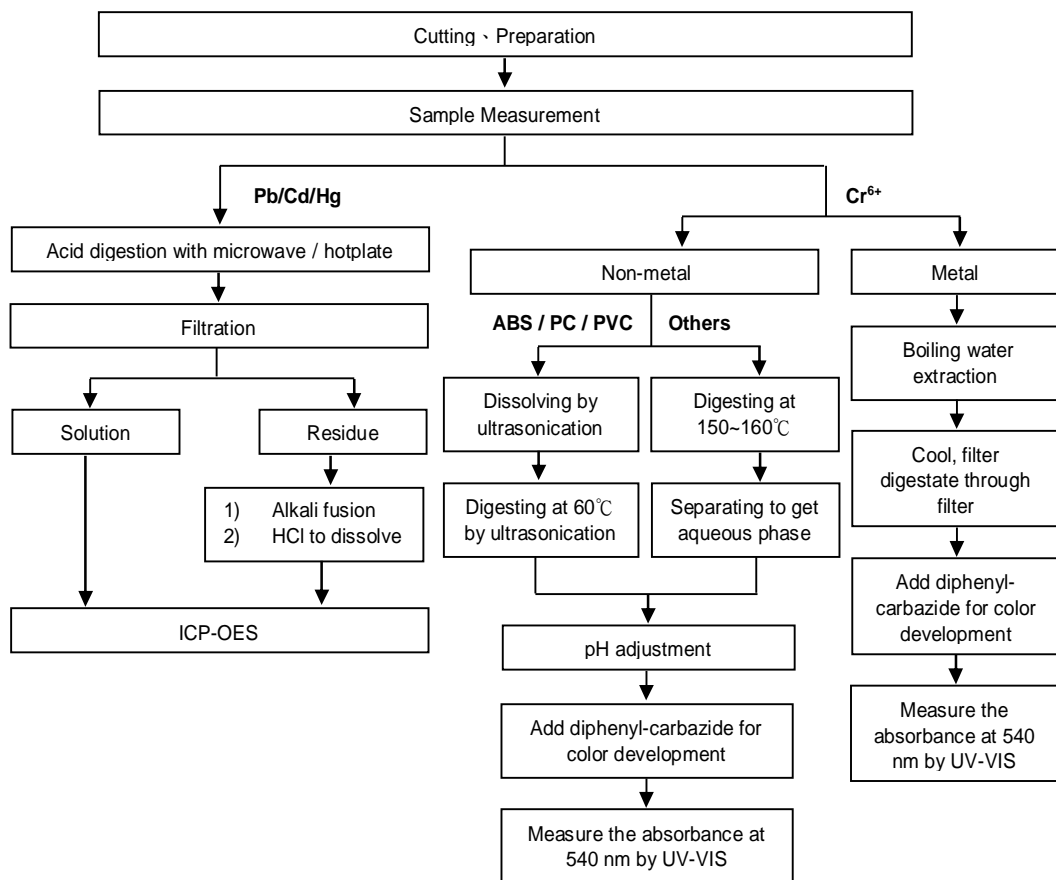 Cutting、Preparation
Sample Measurement
Pb/Cd/Hg
Cr⁶⁺
Acid digestion with microwave / hotplate
Filtration
Solution
Residue
1) Alkali fusion
2) HCl to dissolve
ICP-OES
Non-metal
ABS / PC / PVC
Others
Dissolving by
ultrasonication
Digesting at 60℃
by ultrasonication
Digesting at
150~160℃
Separating to get
aqueous phase
pH adjustment
Add diphenyl-carbazide for
color development
Measure the absorbance at
540 nm by UV-VIS
Metal
Boiling water
extraction
Cool, filter
digestate through
filter
Add diphenyl-
carbazide for color
development
Measure the
absorbance at 540
nm by UV-VIS